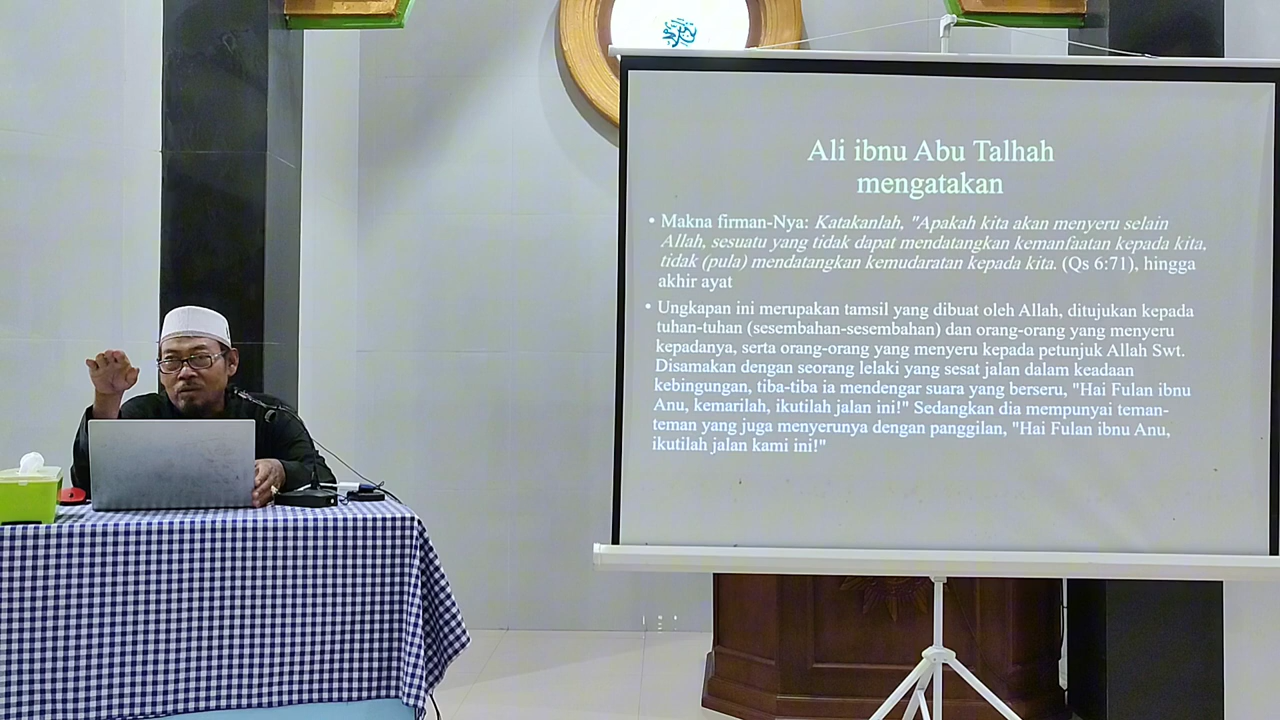 Ali ibnu Abu Talhah
mengatakan
• Makna firman-Nya: Katakanlah, "Apakah kita akan menyeru selain
Allah, sesuatu yang tidak dapat mendatangkan kemanfaatan kepada kita,
tidak (pula) mendatangkan kemudaratan kepada kita. (Qs 6:71), hingga
akhir ayat
• Ungkapan ini merupakan tamsil yang dibuat oleh Allah, ditujukan kepada
tuhan-tuhan (sesembahan-sesembahan) dan orang-orang yang menyeru
kepadanya, serta orang-orang yang menyeru kepada petunjuk Allah Swt.
Disamakan dengan seorang lelaki yang sesat jalan dalam keadaan
kebingungan, tiba-tiba ia mendengar suara yang berseru, "Hai Fulan ibnu
Anu, kemarilah, ikutilah jalan ini!" Sedangkan dia mempunyai teman-
teman yang juga menyerunya dengan panggilan, "Hai Fulan ibnu Anu,
ikutilah jalan kami ini!"